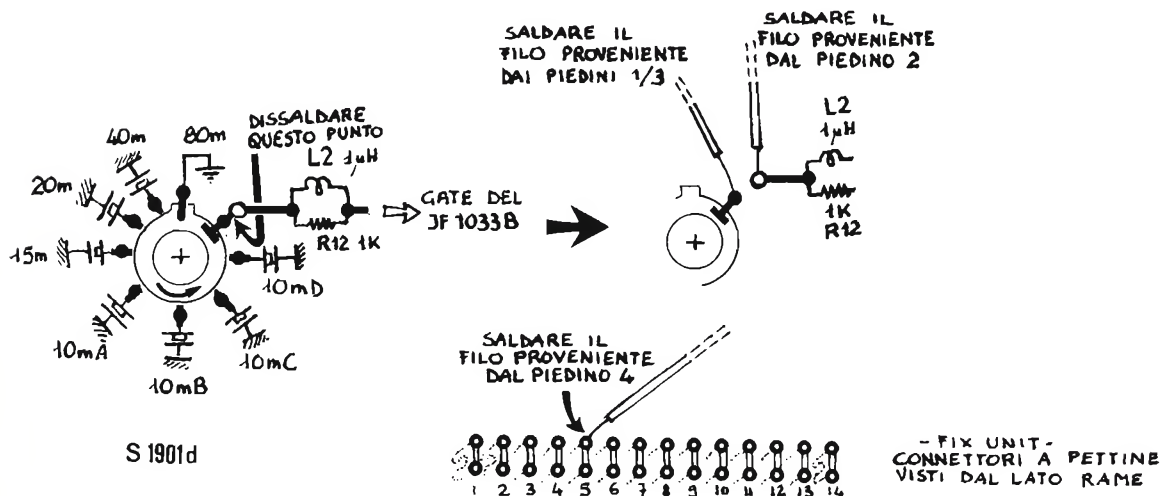 SALDARE IL
FILO PROVENIENTE
DAI PIEDINI 1/3
SALDARE IL
FILO PROVENIENTE
DAL PIEDINO 2
L2
1μH
1K
R12
DISSALDARE
QUESTO PUNTO
40m
80m
20m
15m
10mA
10mB
10mC
10mD
L2 1μH
R12 1K
GATE DEL
JF 1033B
SALDARE IL
FILO PROVENIENTE
DAL PIEDINO 4
S 1901d
1 2 3 4 5 6 7 8 9 10 11 12 13 14
- FIX UNIT -
CONNETTORI A PETTINE
VISTI DAL LATO RAME